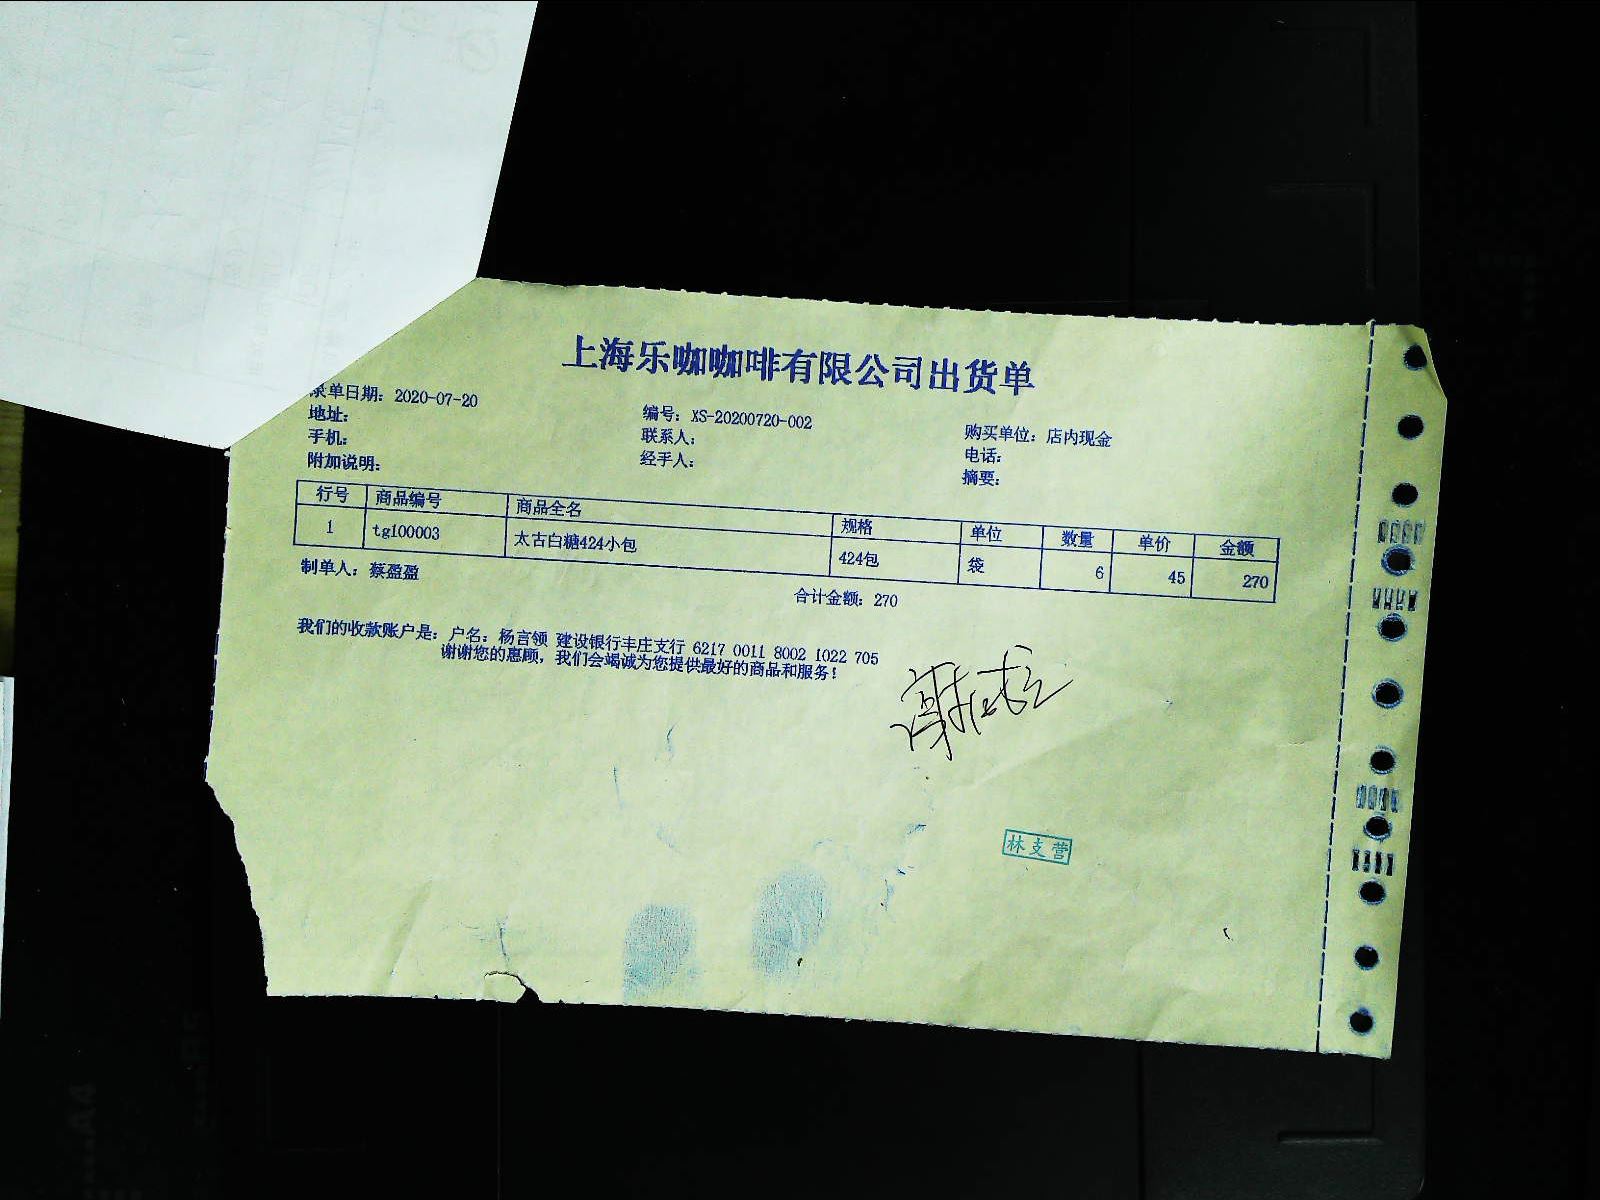 上海乐咖咖啡有限公司出货单
录单日期：2020-07-20
地址： 编号：XS-20200720-002 购买单位：店内现金
手机： 联系人： 电话：
附加说明： 经手人： 摘要：
行号 商品编号 商品全名 规格 单位 数量 单价 金额
1 tg100003 太古白糖424小包 424包 袋 6 45 270
制单人：蔡盈盈 合计金额：270
我们的收款账户是：户名：杨言领 建设银行丰庄支行 6217 0011 8002 1022 705
谢谢您的惠顾，我们会竭诚为您提供最好的商品和服务！
林支营